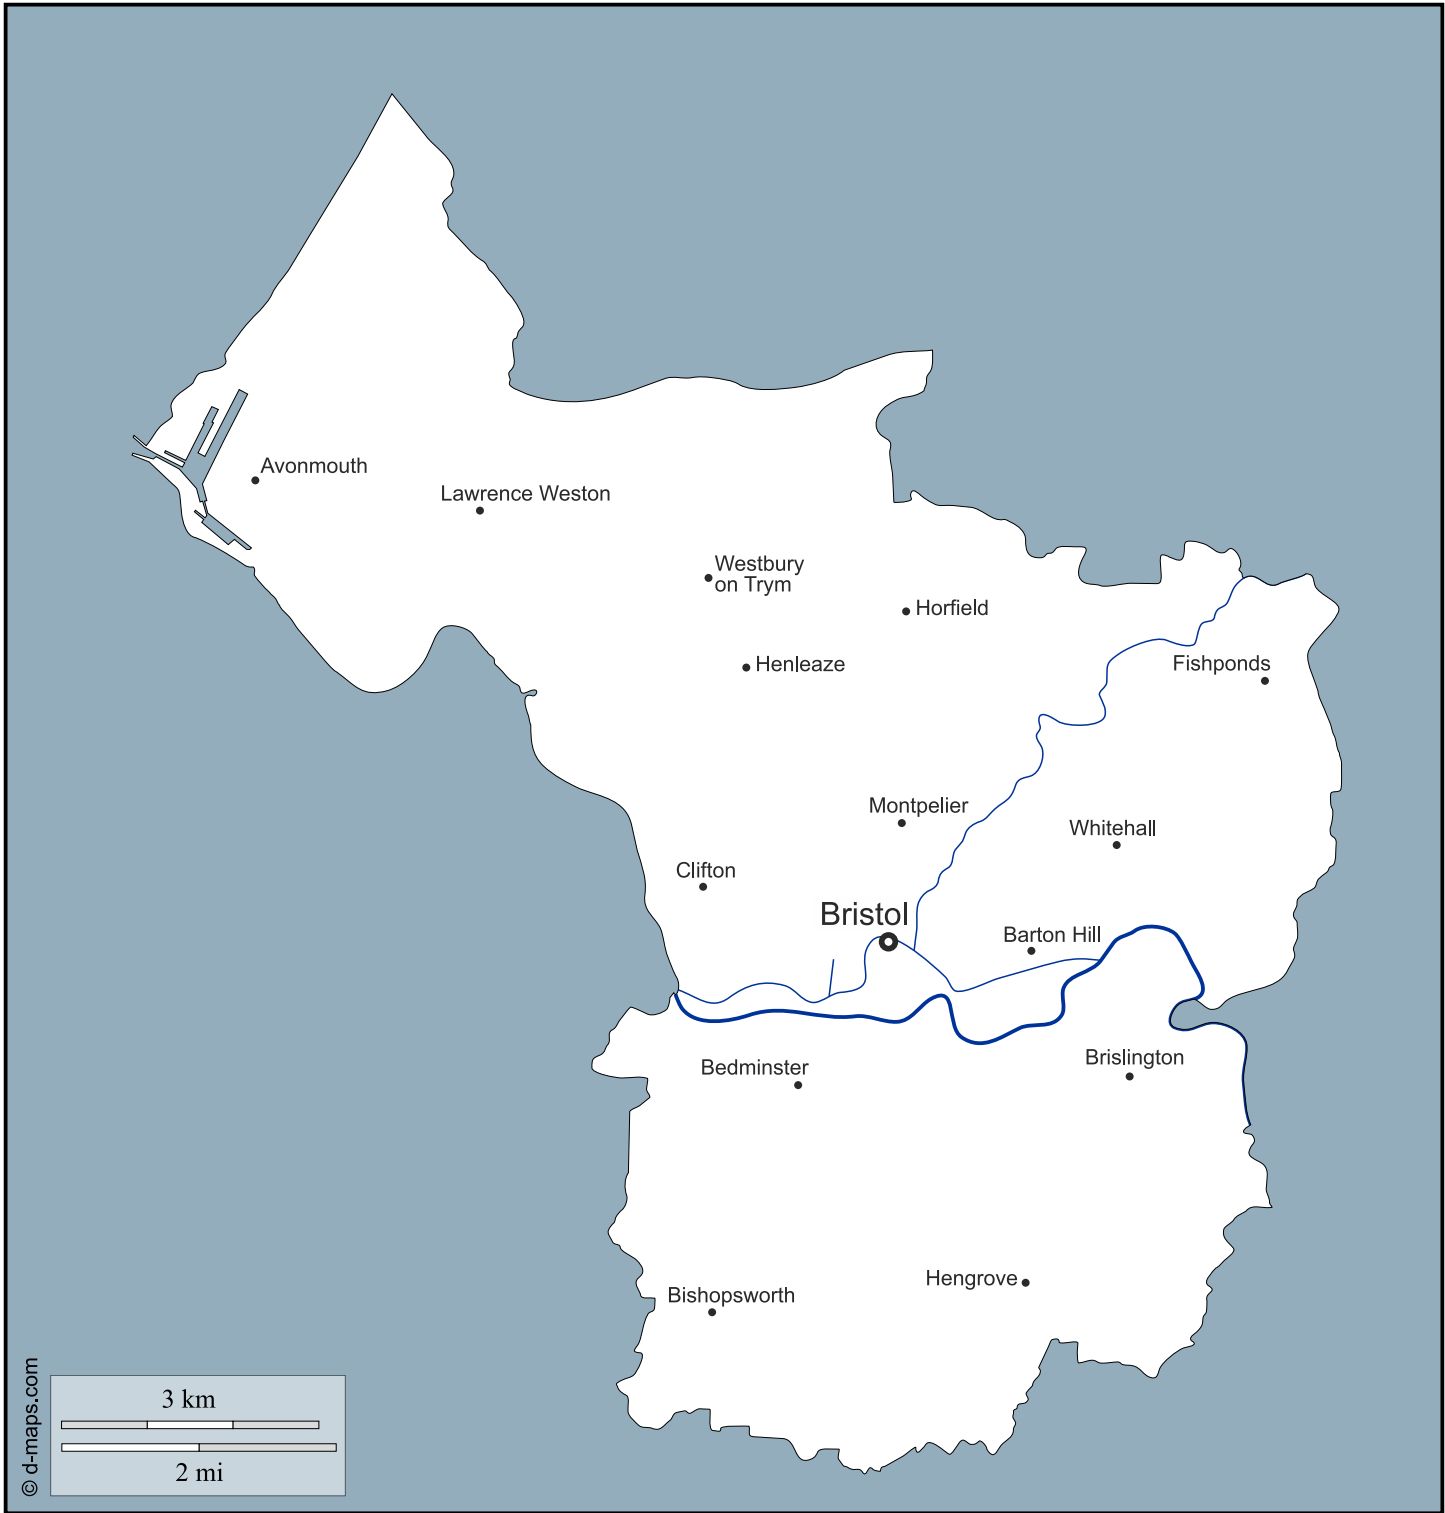 Avonmouth
Lawrence Weston
Westbury
on Trym
Horfield
Henleaze
Fishponds
Montpelier
Whitehall
Clifton
Bristol
Barton Hill
Brislington
Bedminster
Hengrove
Bishopsworth
3 km
2 mi
© d-maps.com